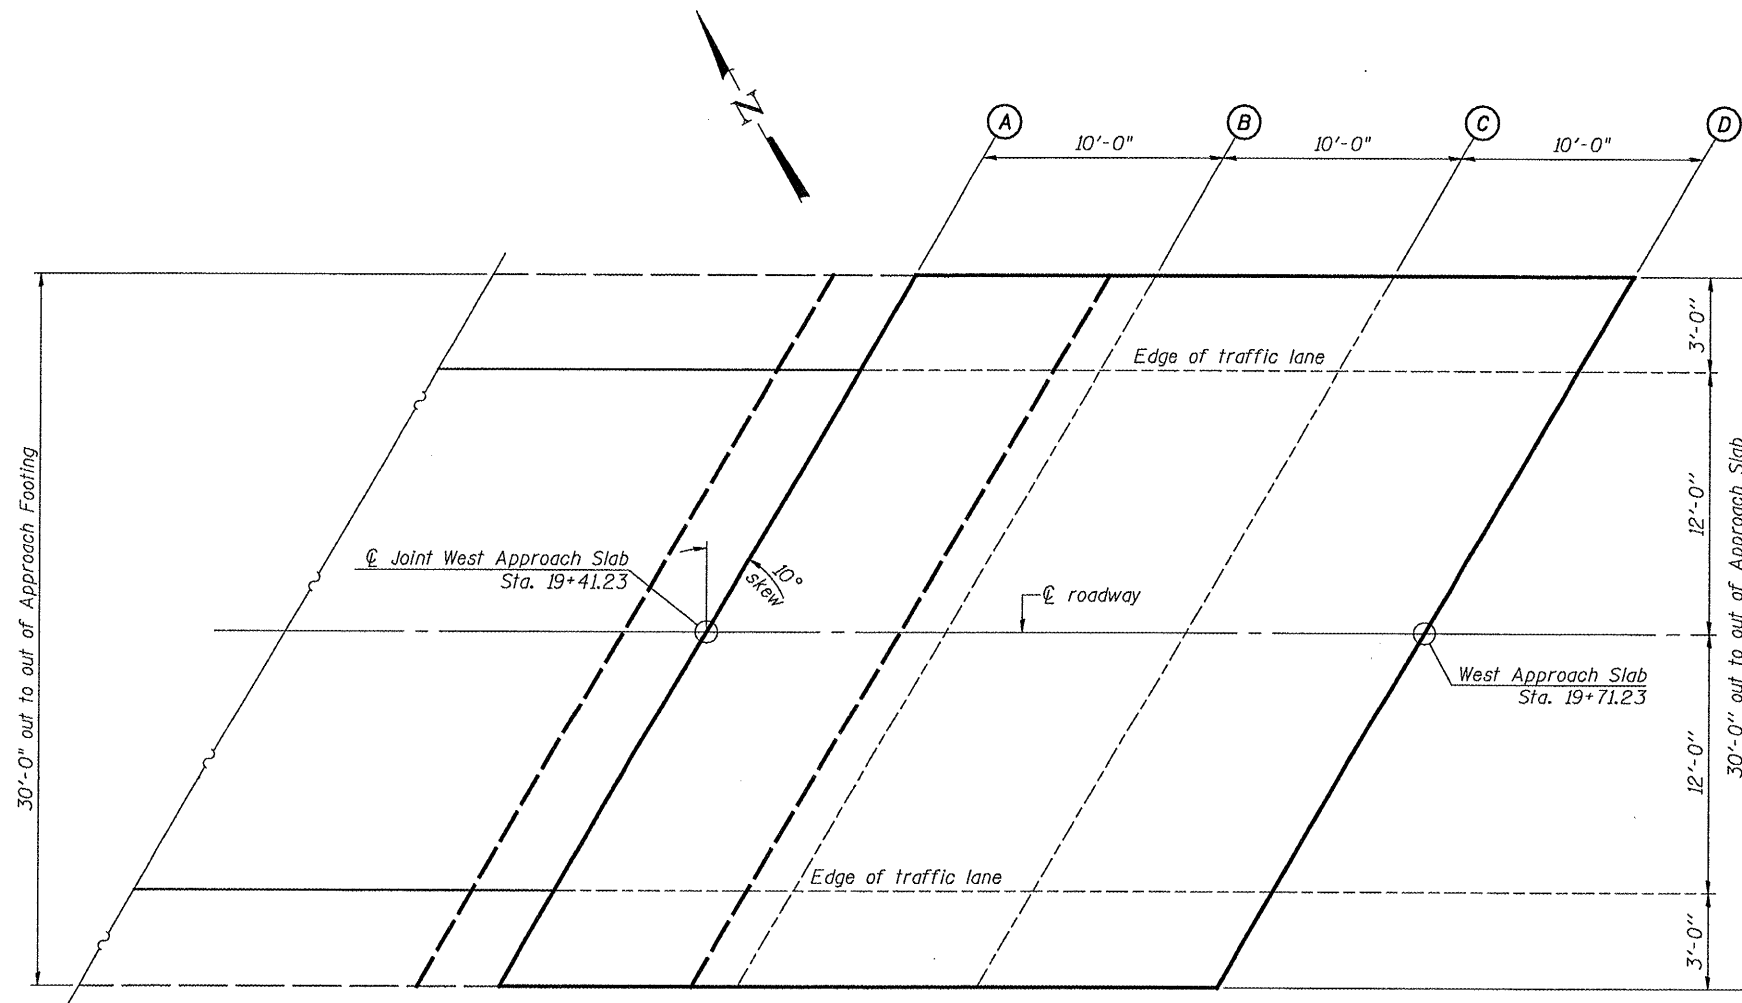 N
A
B
C
D
10'-0"
10'-0"
10'-0"
3'-0"
Edge of traffic lane
12'-0"
30'-0" out to out of Approach Footing
30'-0" out to out of Approach Slab
℄ Joint West Approach Slab
Sta. 19+41.23
10°
skew
℄ roadway
West Approach Slab
Sta. 19+71.23
12'-0"
Edge of traffic lane
3'-0"